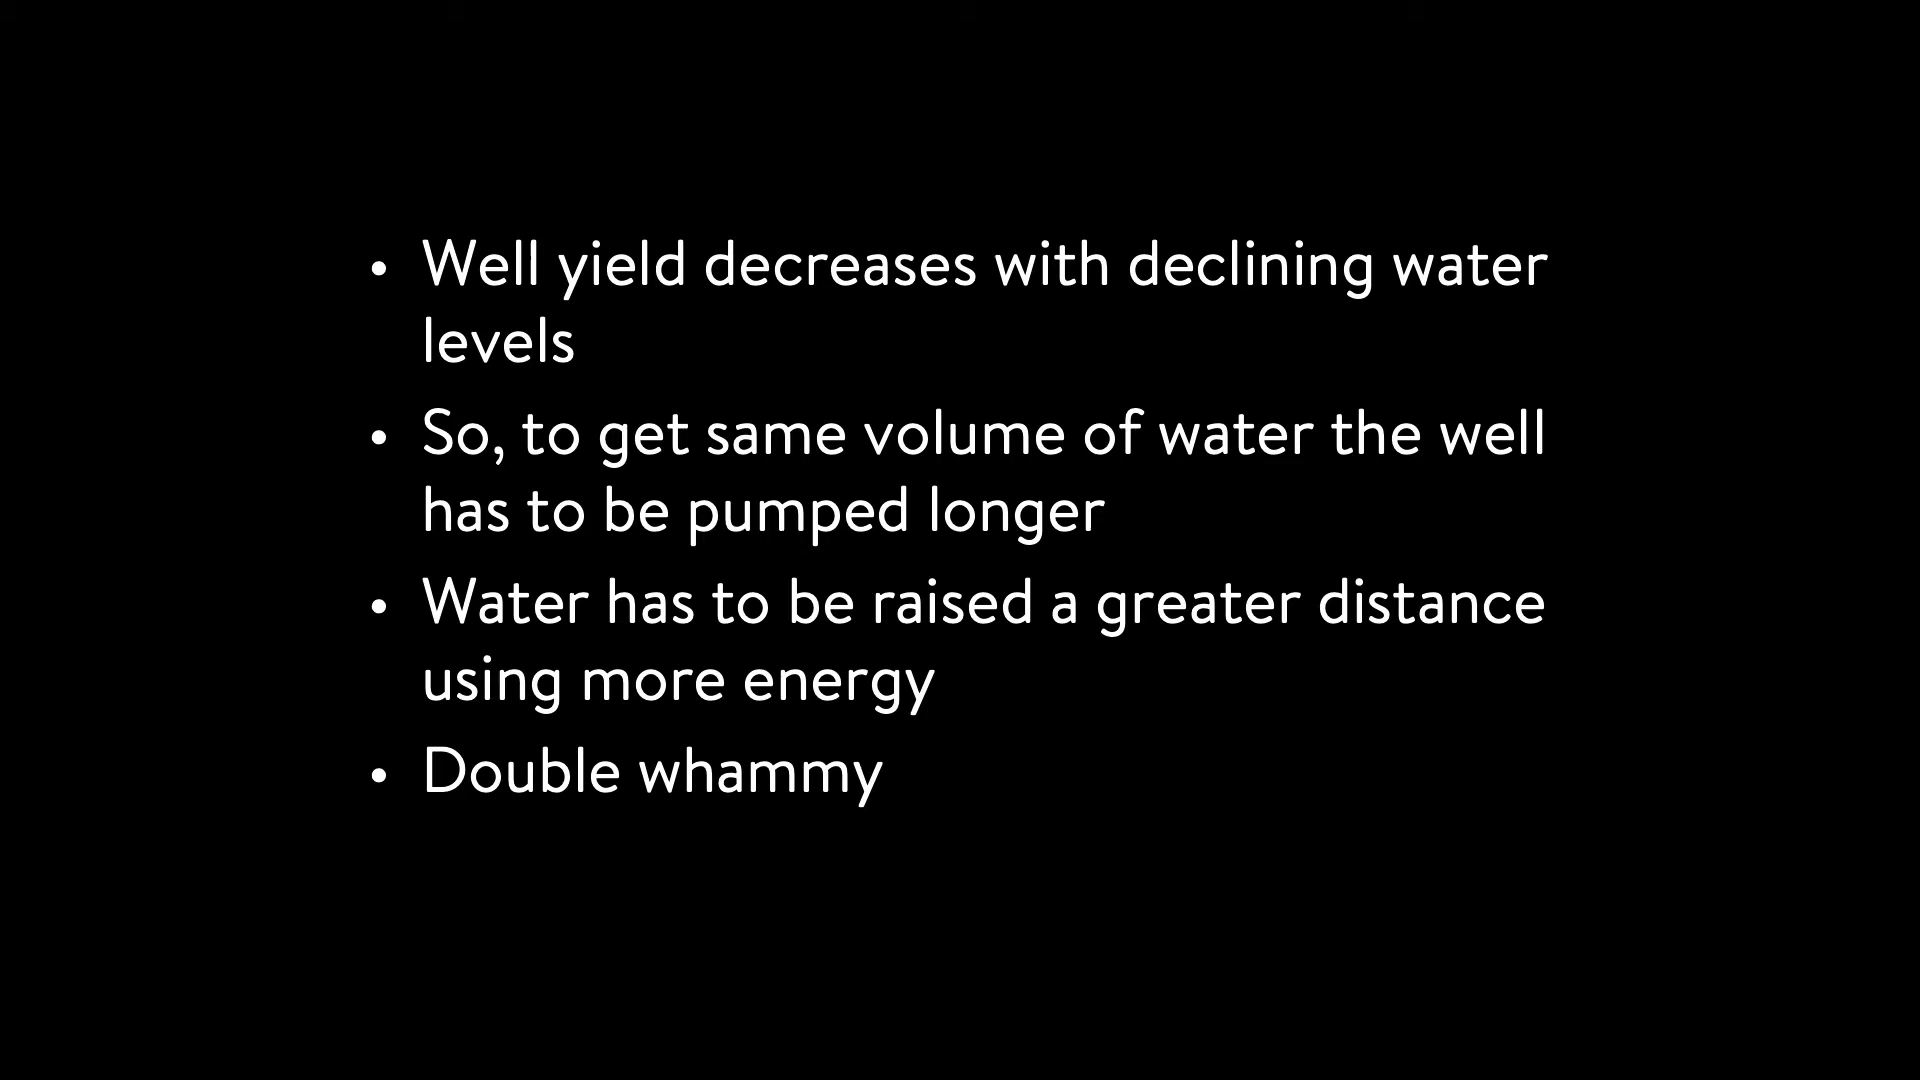 • Well yield decreases with declining water
levels
• So, to get same volume of water the well
has to be pumped longer
• Water has to be raised a greater distance
using more energy
• Double whammy